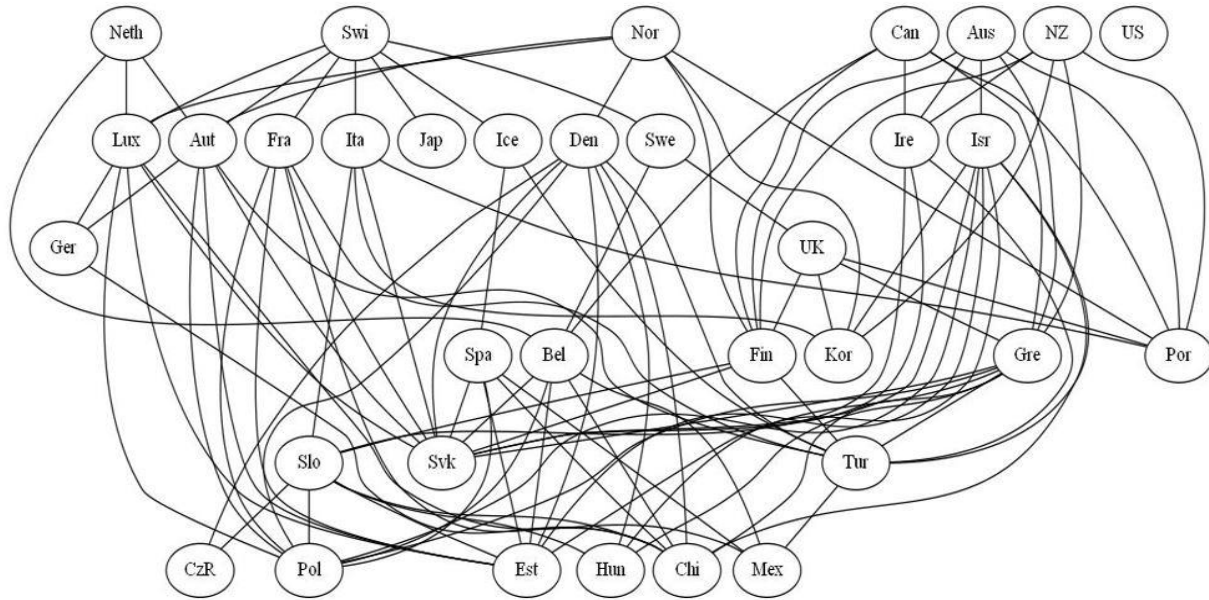 Neth Swi Nor Can Aus NZ US
Lux Aut Fra Ita Jap Ice Den Swe Ire Isr
Ger UK
Spa Bel Fin Kor Gre Por
Slo Svk Tur
CzR Pol Est Hun Chi Mex